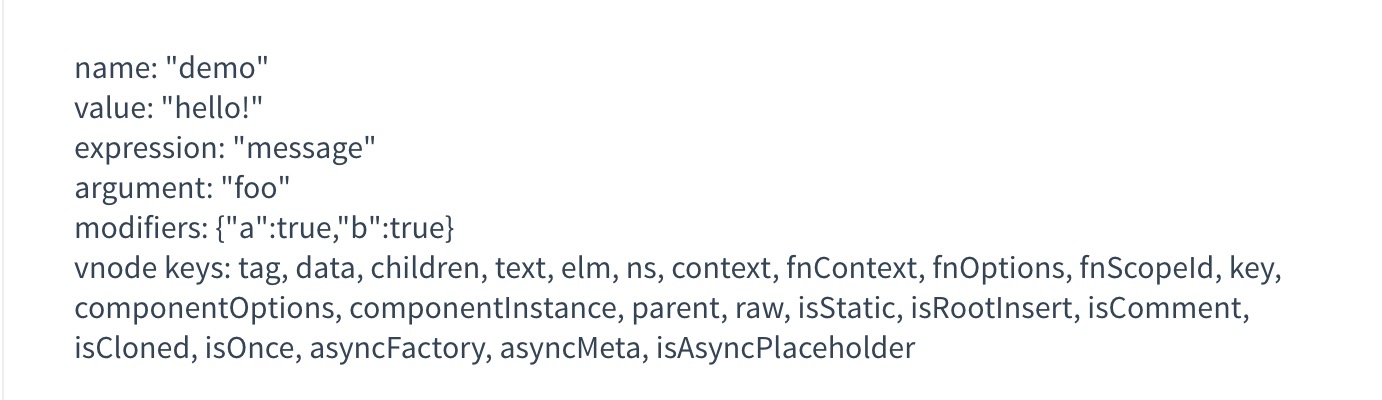 name: "demo"
value: "hello!"
expression: "message"
argument: "foo"
modifiers: {"a":true,"b":true}
vnode keys: tag, data, children, text, elm, ns, context, fnContext, fnOptions, fnScopeId, key,
componentOptions, componentInstance, parent, raw, isStatic, isRootInsert, isComment,
isCloned, isOnce, asyncFactory, asyncMeta, isAsyncPlaceholder